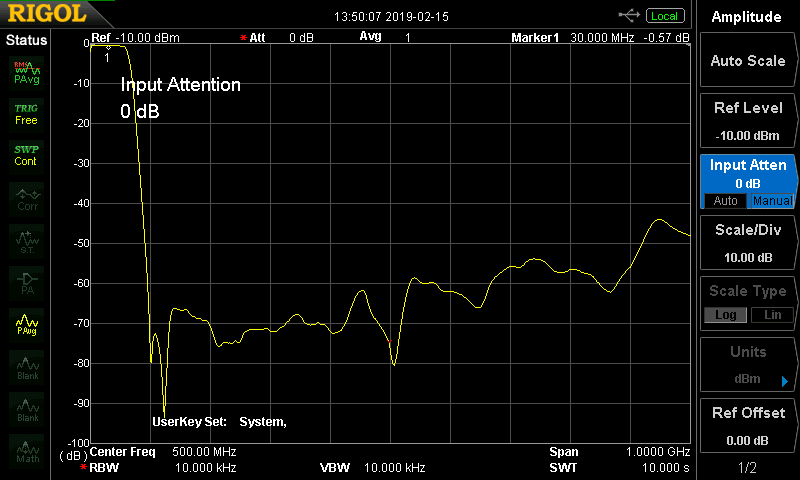 RIGOL
13:50:07 2019-02-15
Local
Status
Ref -10.00 dBm
* Att 0 dB
Avg 1
Marker1 30.000 MHz -0.57 dB
Amplitude
RMS
PAvg
TRIG
Free
SWP
Cont
Corr
S.T.
PA
PAvg
Blank
Blank
Math
0
-10
-20
-30
-40
-50
-60
-70
-80
-90
-100
(dB)
1
Input Attention
0 dB
UserKey Set: System,
Center Freq 500.00 MHz
Span 1.0000 GHz
* RBW 10.000 kHz
VBW 10.000 kHz
SWT 10.000 s
Auto Scale
Ref Level
-10.00 dBm
Input Atten
0 dB
Auto Manual
Scale/Div
10.00 dB
Scale Type
Log Lin
Units
dBm
Ref Offset
0.00 dB
1/2